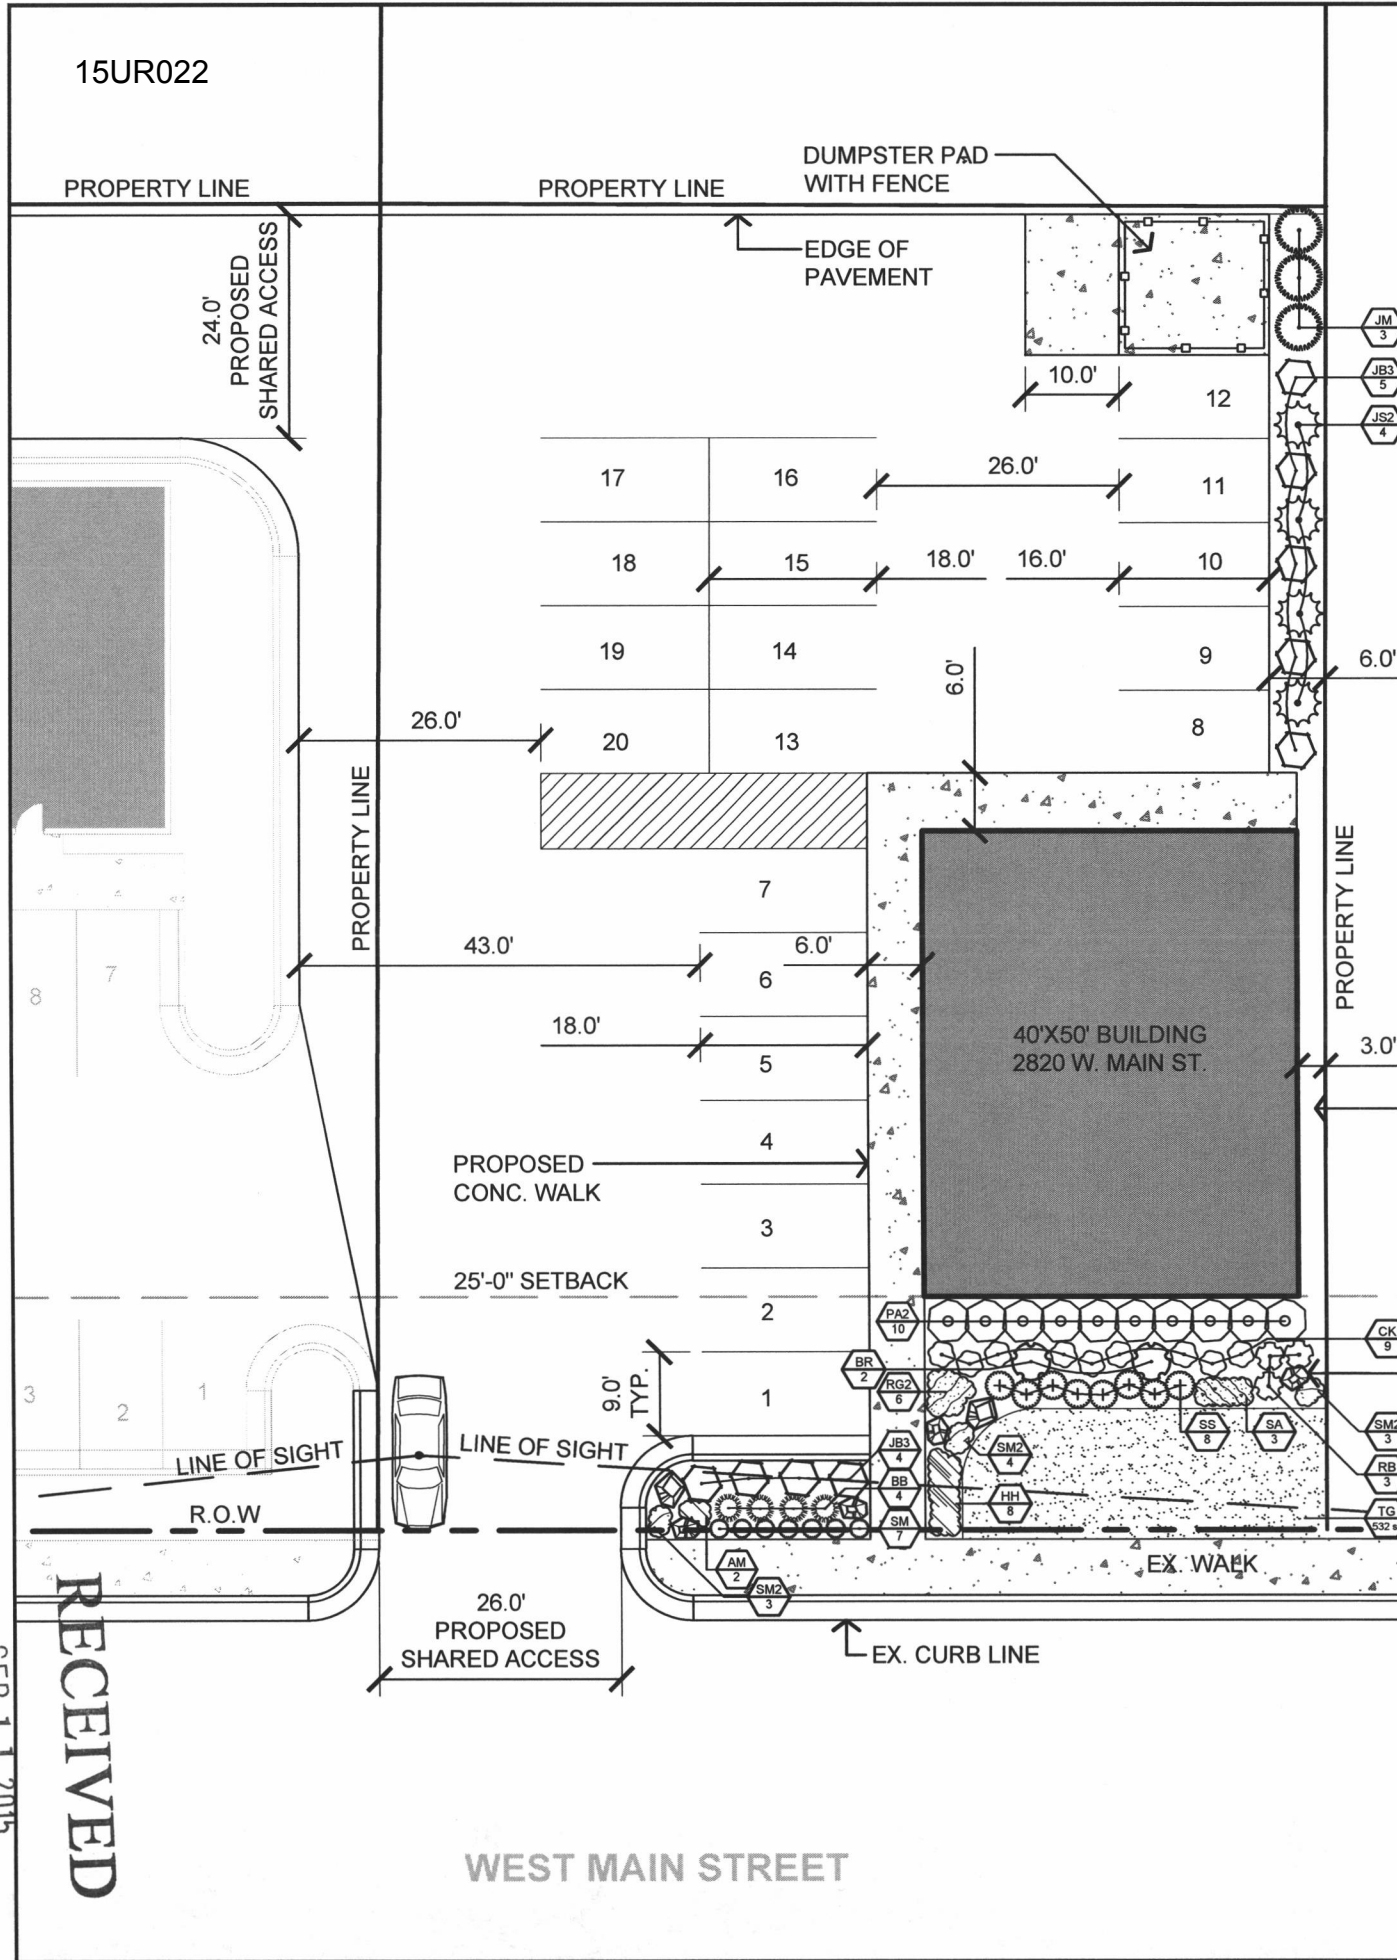 15UR022
DUMPSTER PAD
WITH FENCE
PROPERTY LINE
PROPERTY LINE
24.0'
PROPOSED
SHARED ACCESS
EDGE OF
PAVEMENT
JM
3
JB3
5
JS2
4
10.0'
12
17
16
26.0'
11
18
15
18.0'
16.0'
10
19
14
9
6.0'
6.0'
26.0'
20
13
8
PROPERTY LINE
PROPERTY LINE
7
43.0'
6.0'
6
8
7
18.0'
5
40'X50' BUILDING
2820 W. MAIN ST.
3.0'
4
PROPOSED
CONC. WALK
3
25'-0" SETBACK
2
PA2
10
CK
9
BR
2
RG2
6
9.0'
TYP.
1
3
2
1
SS
8
SA
3
SM2
3
LINE OF SIGHT
LINE OF SIGHT
JB3
4
SM2
4
BB
4
RB
3
HH
8
SM
7
TG
532
R.O.W
AM
2
SM2
3
EX. WALK
26.0'
PROPOSED
SHARED ACCESS
EX. CURB LINE
RECEIVED
SEP 1 1 2015
WEST MAIN STREET